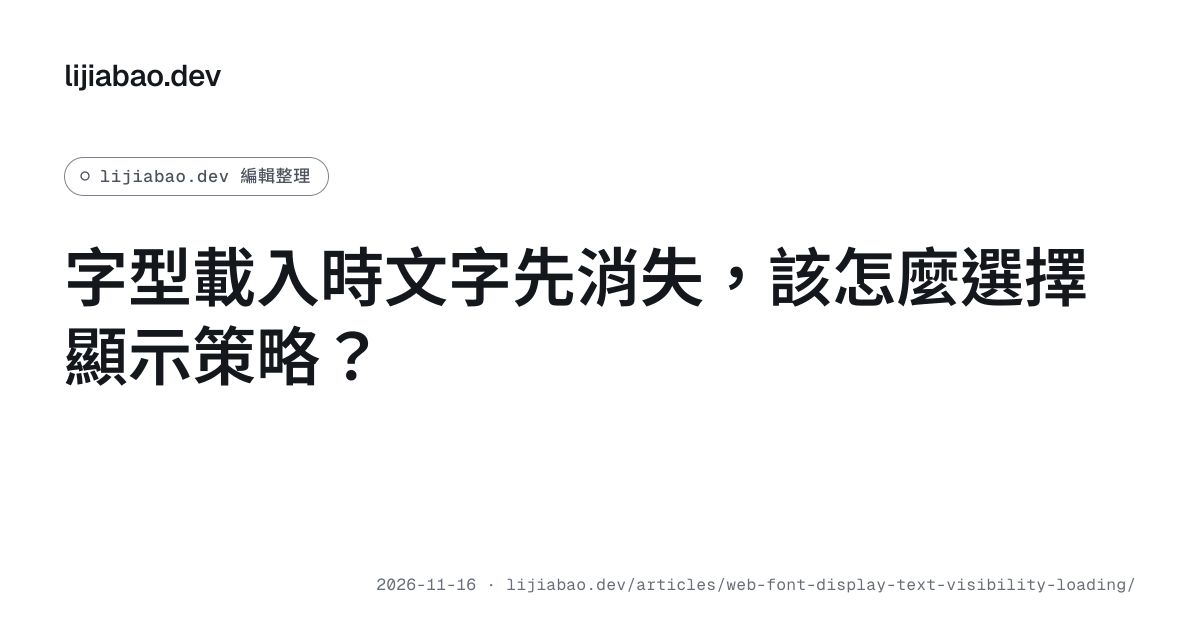 lijiabao.dev
lijiabao.dev 編輯整理
字型載入時文字先消失，該怎麼選擇
顯示策略？
2026-11-16 · lijiabao.dev/articles/web-font-display-text-visibility-loading/